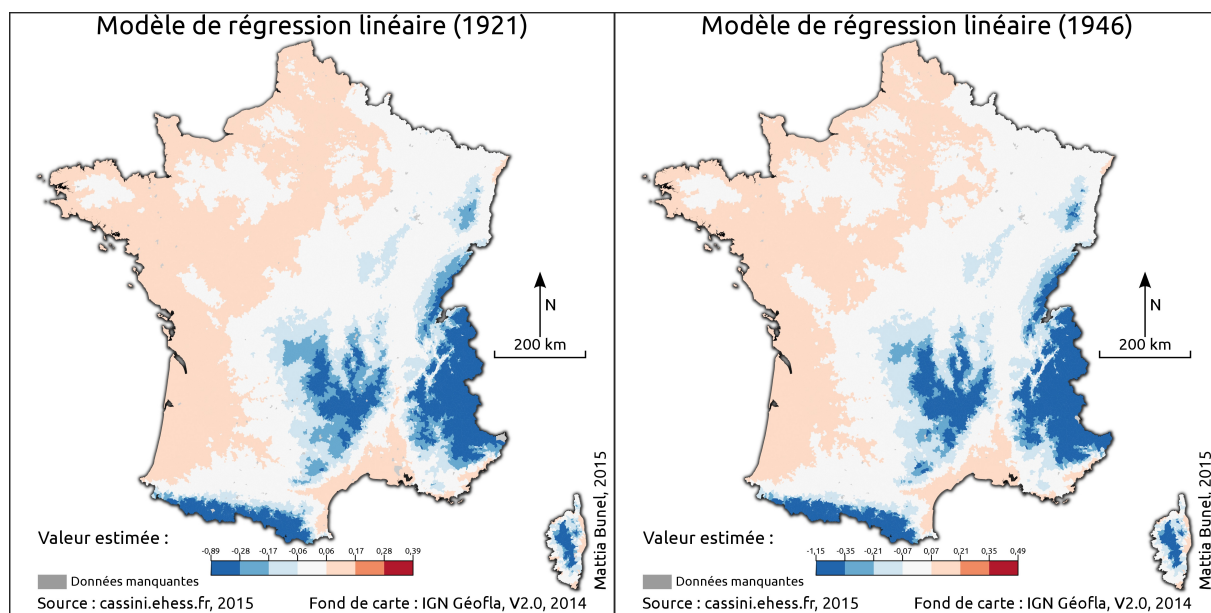 Modèle de régression linéaire (1921)
N
200 km
Mattia Bunel, 2015
Valeur estimée :
-0,89 -0,28 -0,17 -0,06 0,06 0,17 0,28 0,39
Données manquantes
Source : cassini.ehess.fr, 2015 Fond de carte : IGN Géofla, V2.0, 2014
Modèle de régression linéaire (1946)
N
200 km
Mattia Bunel, 2015
Valeur estimée :
-1,15 -0,35 -0,21 -0,07 0,07 0,21 0,35 0,49
Données manquantes
Source : cassini.ehess.fr, 2015 Fond de carte : IGN Géofla, V2.0, 2014